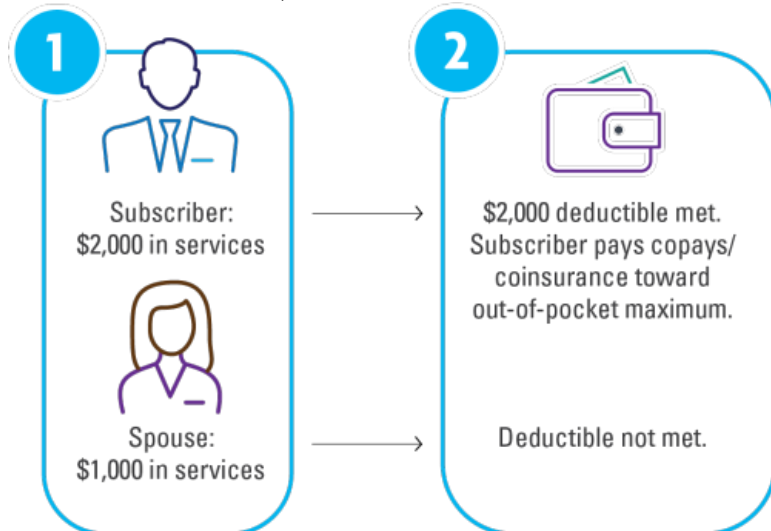 1
Subscriber:
$2,000 in services
Spouse:
$1,000 in services
2
$2,000 deductible met.
Subscriber pays copays/
coinsurance toward
out-of-pocket maximum.
Deductible not met.